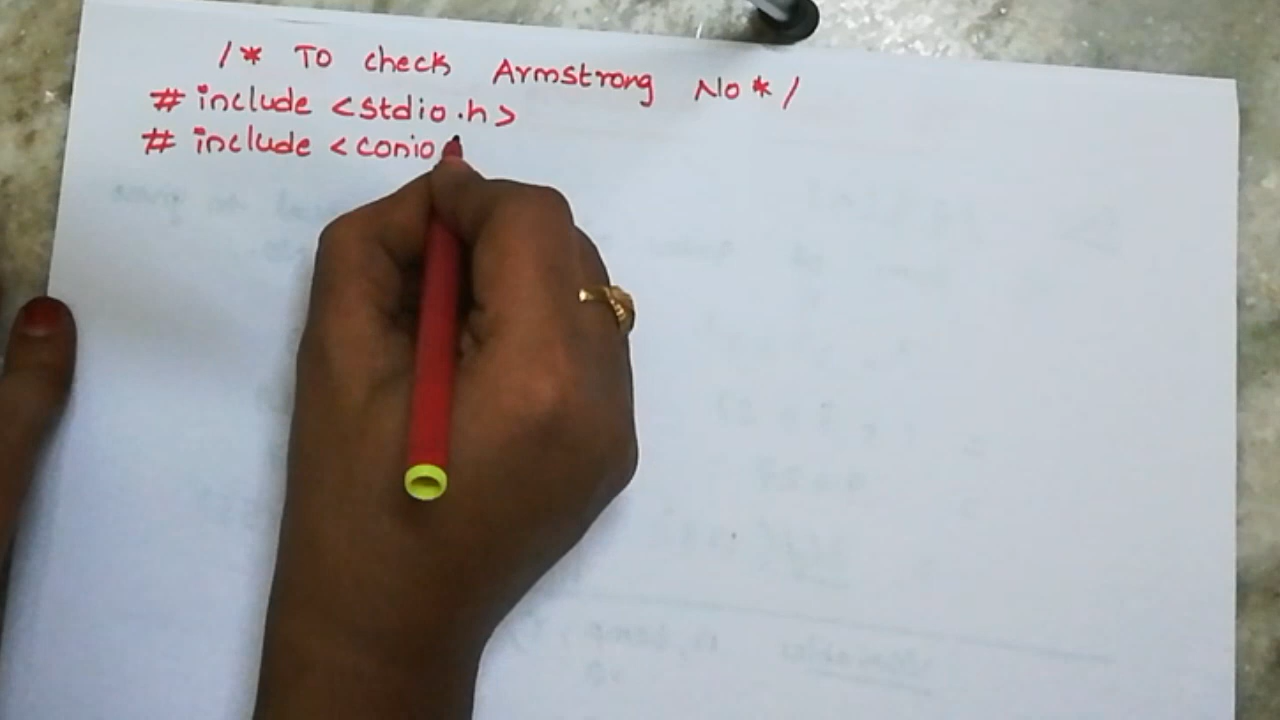 /* To check Armstrong No */
# include <stdio.h>
# include <conio